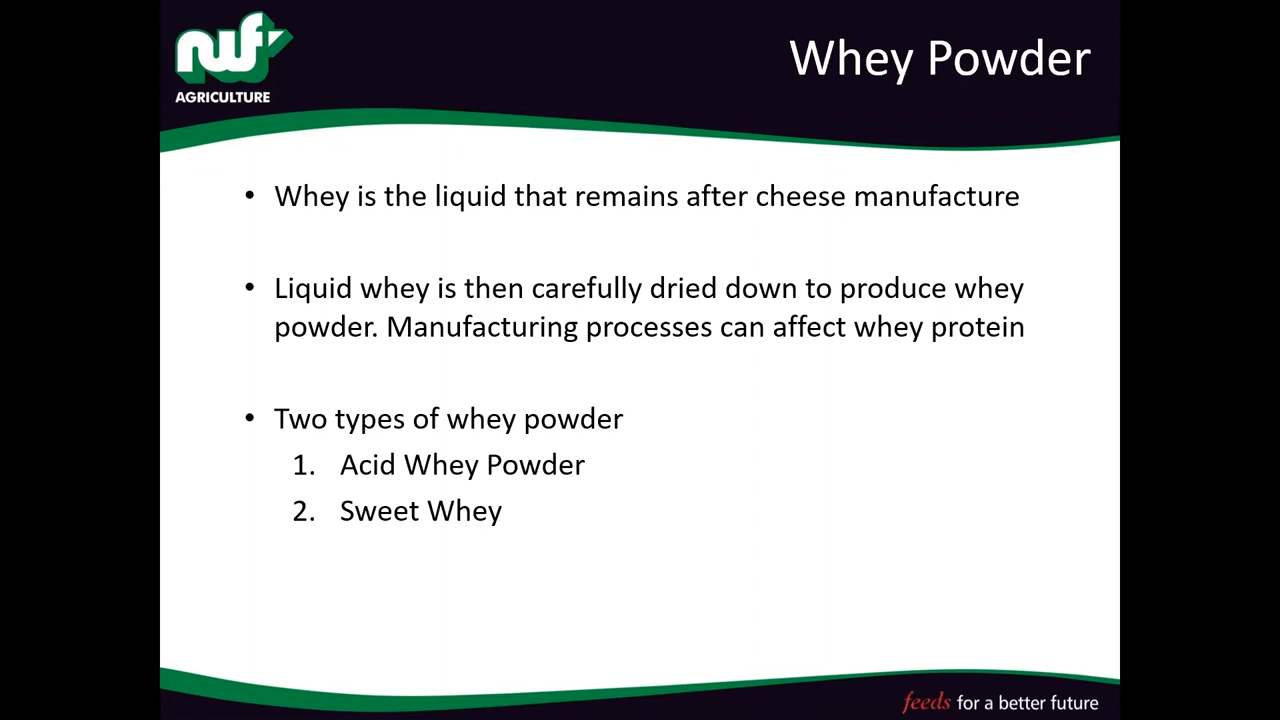 nwf
AGRICULTURE
Whey Powder
• Whey is the liquid that remains after cheese manufacture
• Liquid whey is then carefully dried down to produce whey
powder. Manufacturing processes can affect whey protein
• Two types of whey powder
1. Acid Whey Powder
2. Sweet Whey
feeds for a better future